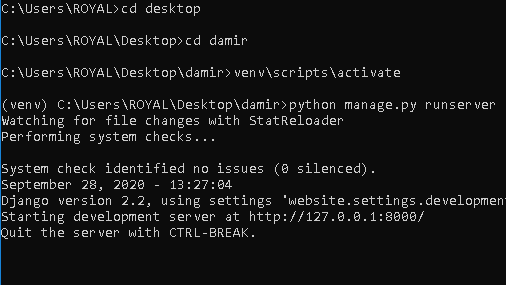 C:\Users\ROYAL>cd desktop
C:\Users\ROYAL\Desktop>cd damir
C:\Users\ROYAL\Desktop\damir>venv\scripts\activate
(venv) C:\Users\ROYAL\Desktop\damir>python manage.py runserver
Watching for file changes with StatReloader
Performing system checks...
System check identified no issues (0 silenced).
September 28, 2020 - 13:27:04
Django version 2.2, using settings 'website.settings.developmen
Starting development server at http://127.0.0.1:8000/
Quit the server with CTRL-BREAK.